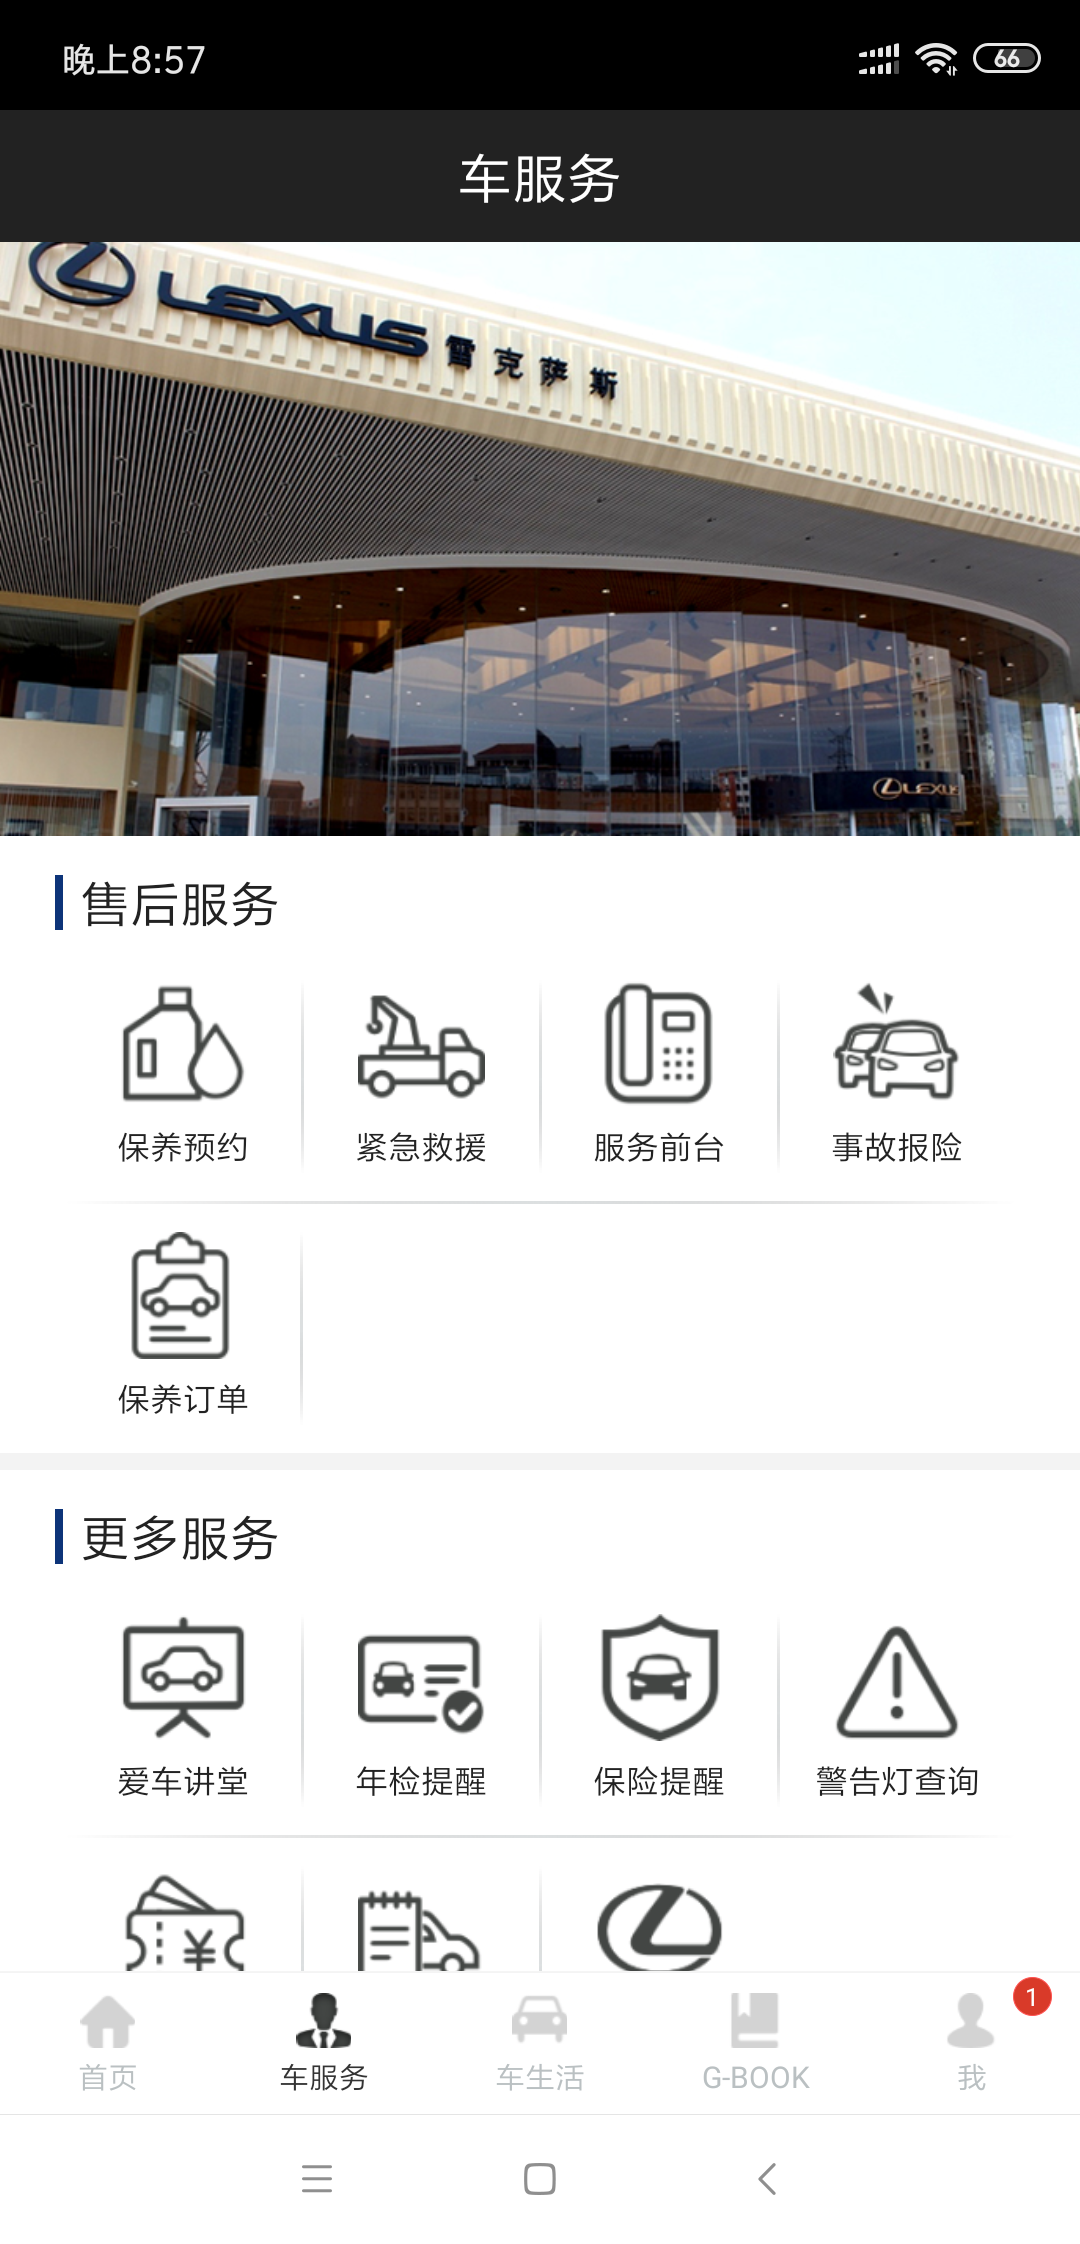 晚上8:57
66
车服务
LEXUS 雷克萨斯
LEXUS
售后服务
保养预约 紧急救援 服务前台 事故报险
保养订单
更多服务
爱车讲堂 年检提醒 保险提醒 警告灯查询
¥
1
首页 车服务 车生活 G-BOOK 我